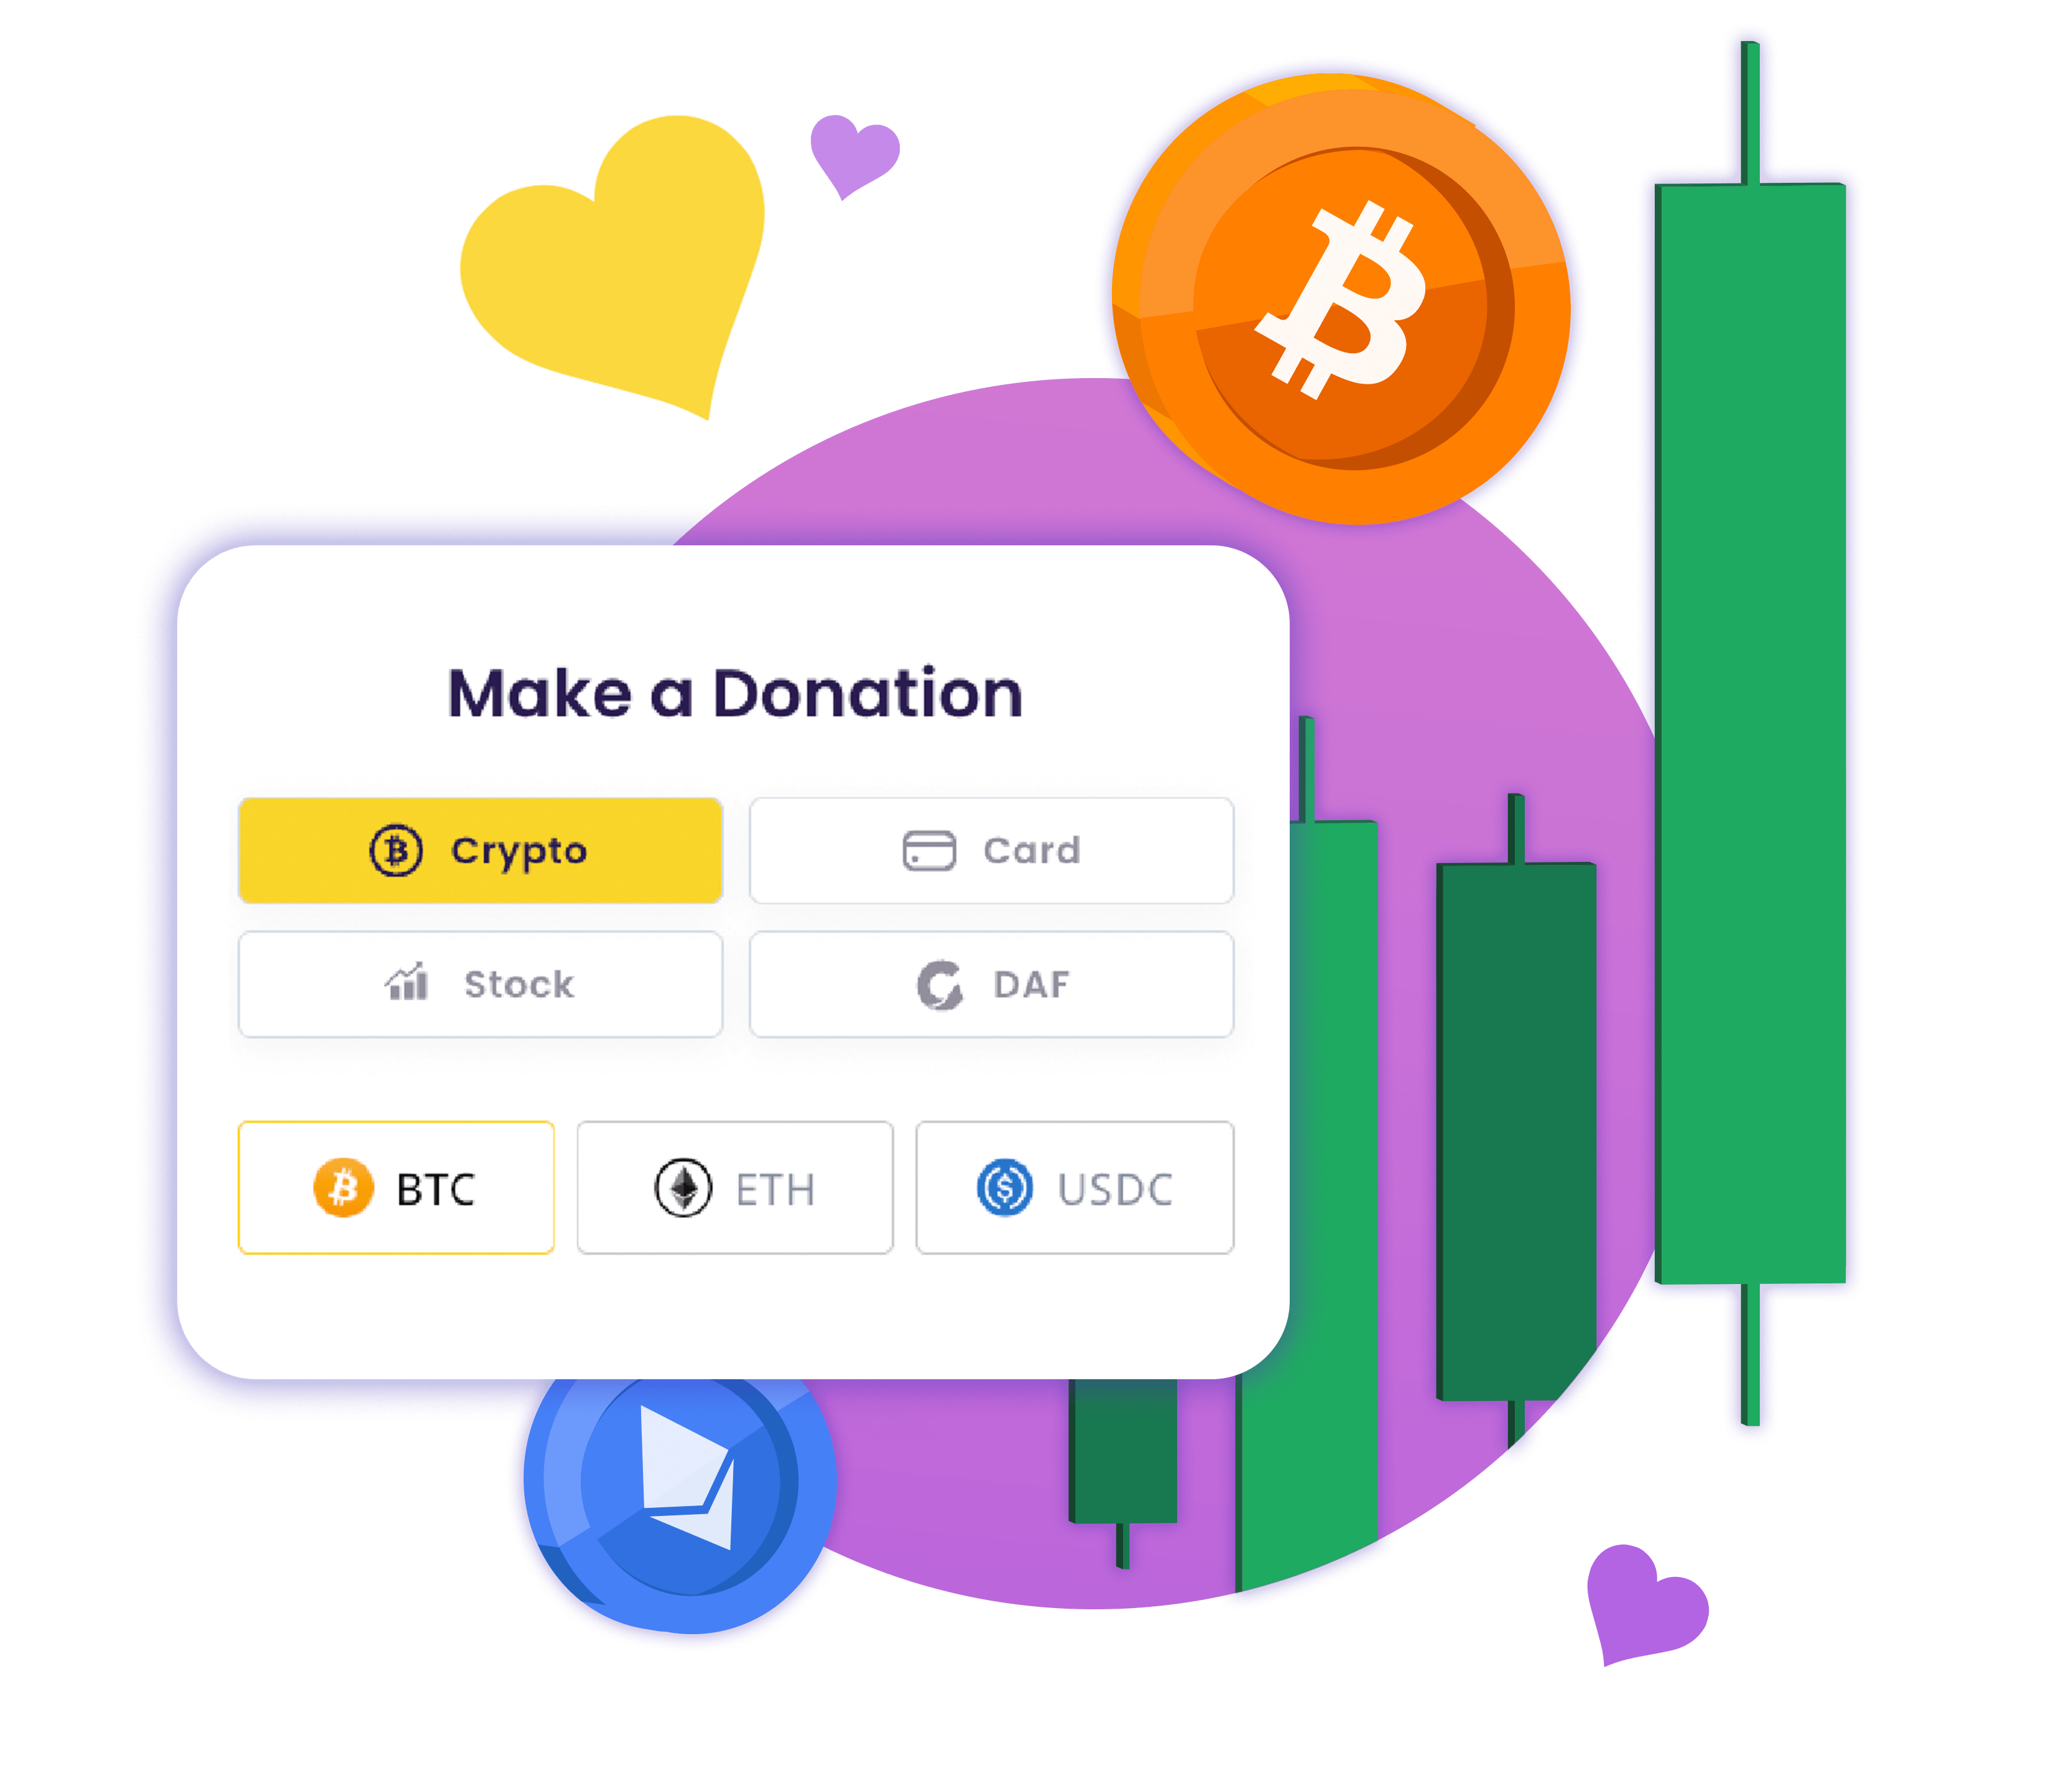 Make a Donation
Crypto
Card
Stock
DAF
BTC
ETH
USDC